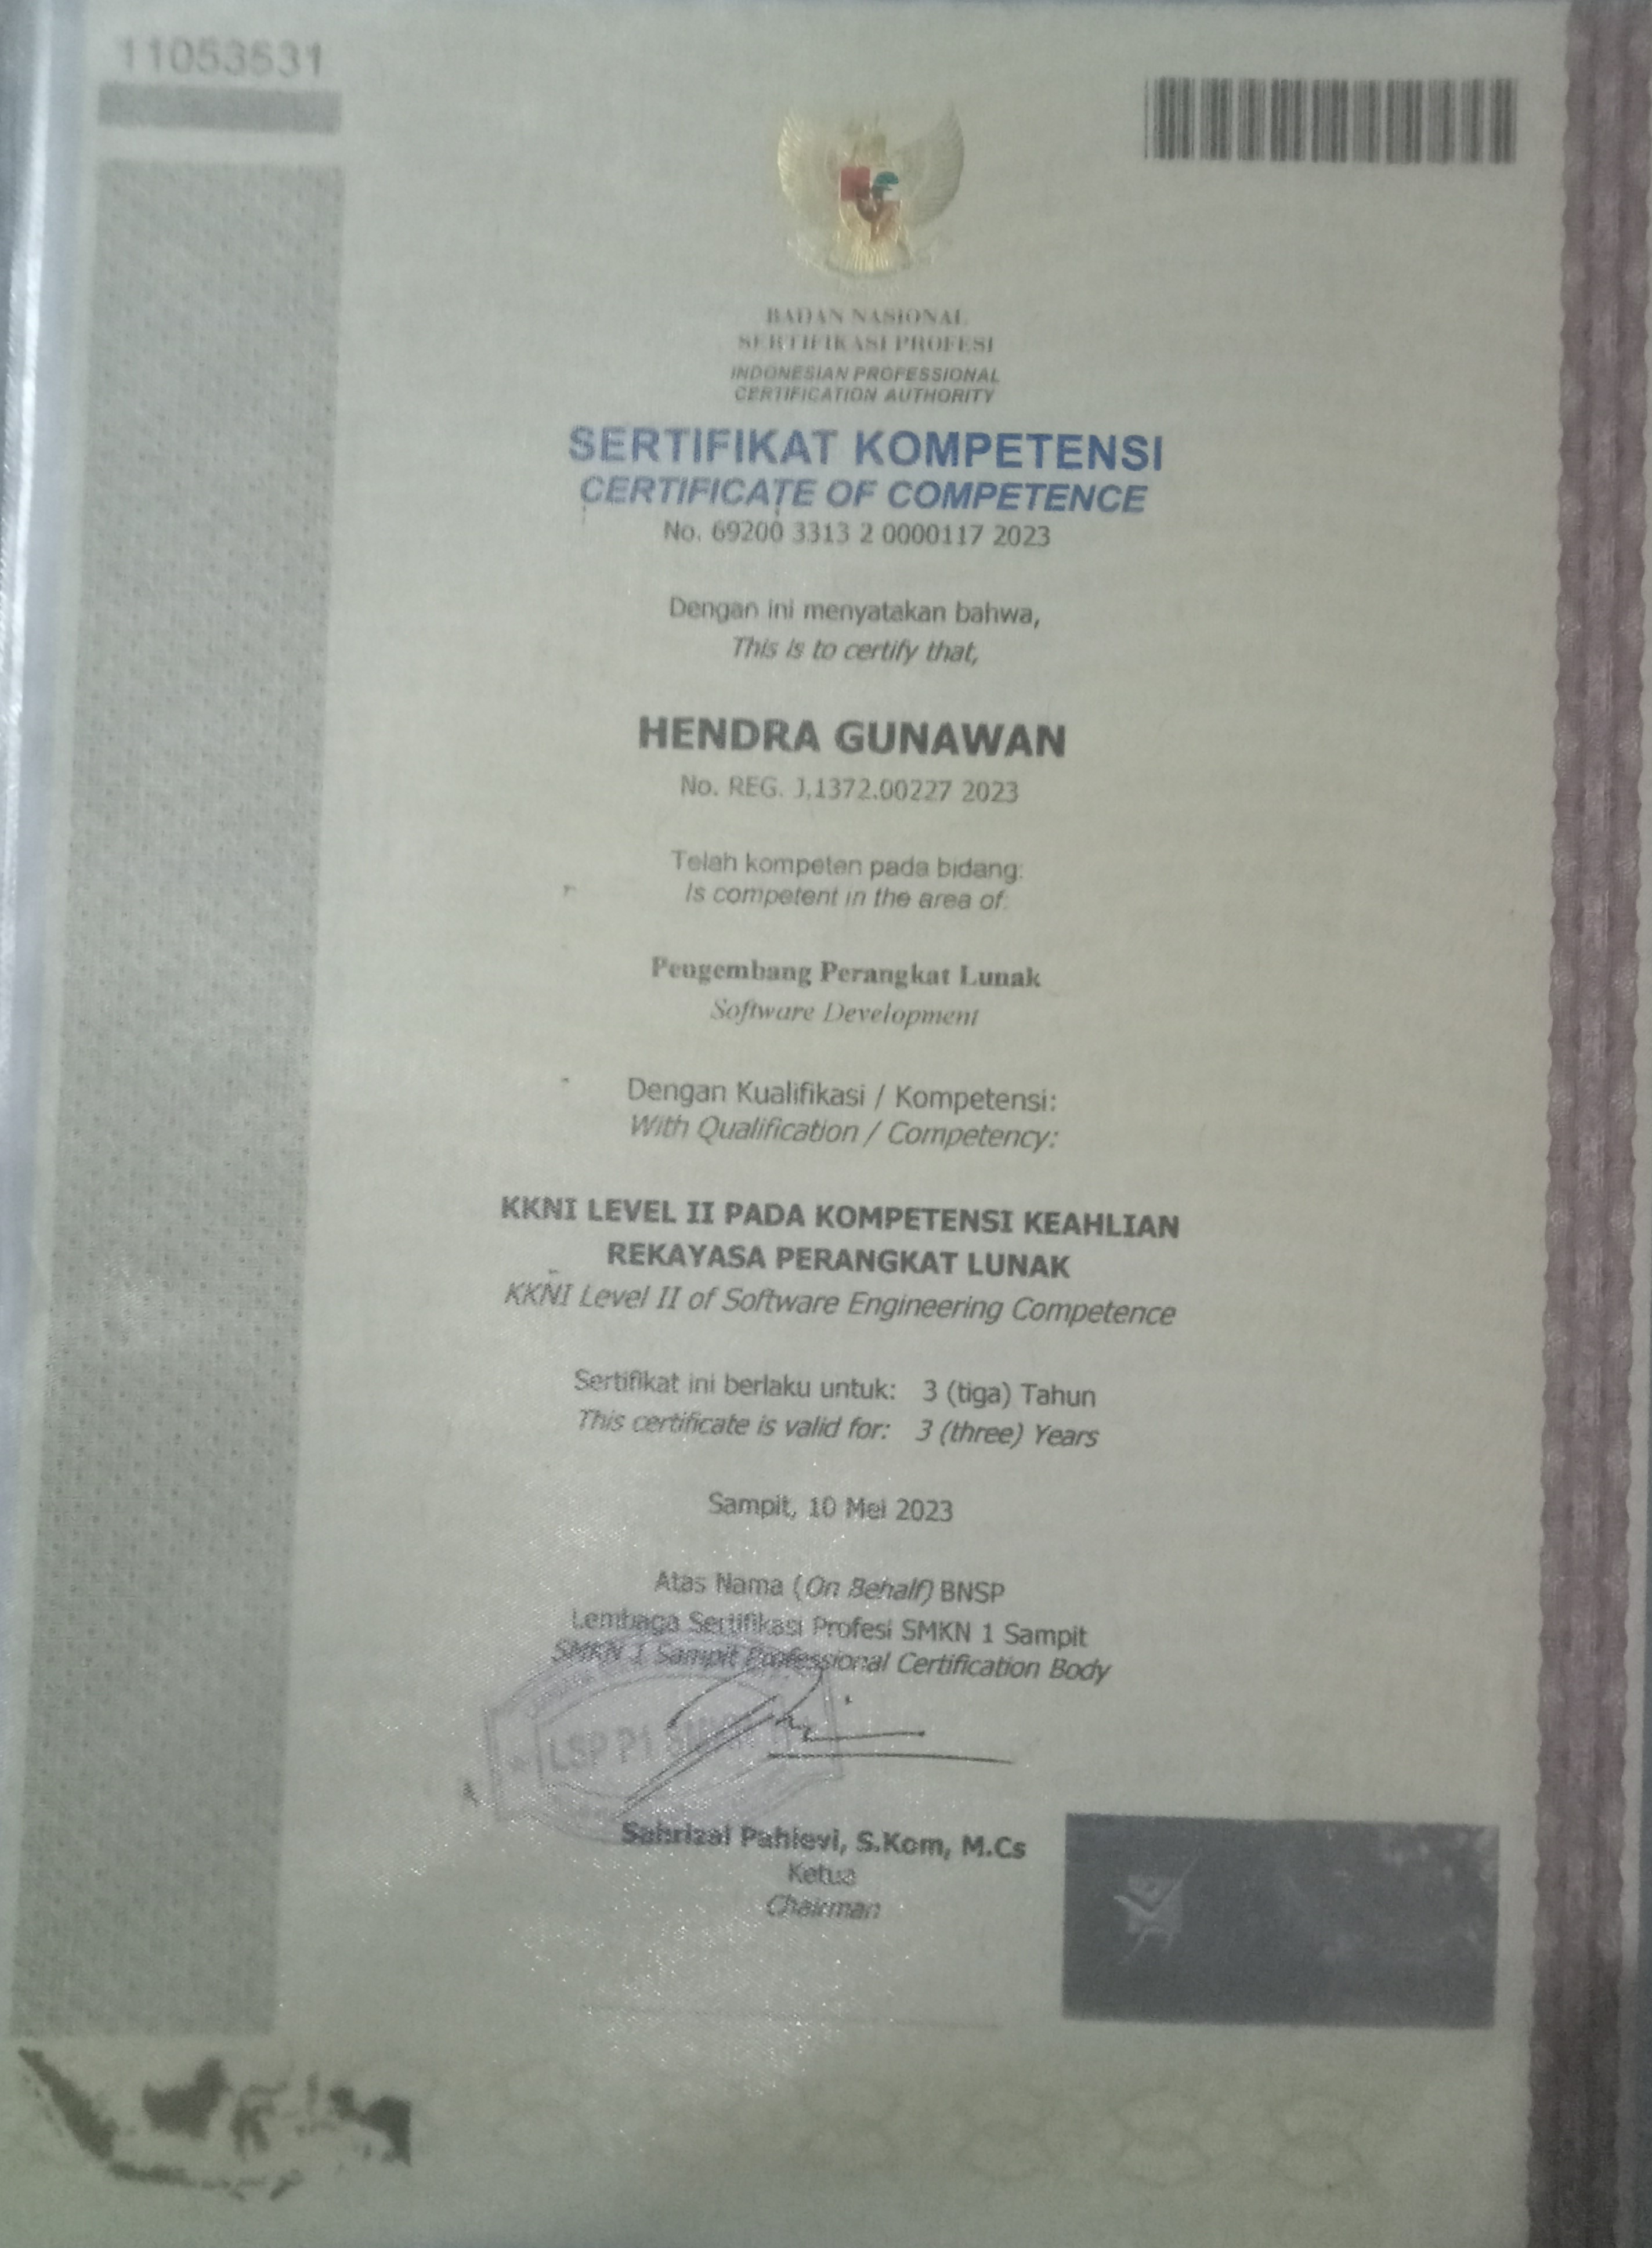 11053531
BADAN NASIONAL
SERTIFIKASI PROFESI
INDONESIAN PROFESSIONAL
CERTIFICATION AUTHORITY
SERTIFIKAT KOMPETENSI
CERTIFICATE OF COMPETENCE
No. 69200 3313 2 0000117 2023
Dengan ini menyatakan bahwa,
This is to certify that,
HENDRA GUNAWAN
No. REG. J.1372.00227 2023
Telah kompeten pada bidang:
Is competent in the area of:
Pengembang Perangkat Lunak
Software Development
Dengan Kualifikasi / Kompetensi:
With Qualification / Competency:
KKNI LEVEL II PADA KOMPETENSI KEAHLIAN
REKAYASA PERANGKAT LUNAK
KKNI Level II of Software Engineering Competence
Sertifikat ini berlaku untuk: 3 (tiga) Tahun
This certificate is valid for: 3 (three) Years
Sampit, 10 Mei 2023
Atas Nama (On Behalf) BNSP
Lembaga Sertifikasi Profesi SMKN 1 Sampit
SMKN 1 Sampit Professional Certification Body
LSP P1
Sahrizal Pahlevi, S.Kom, M.Cs
Ketua
Chairman